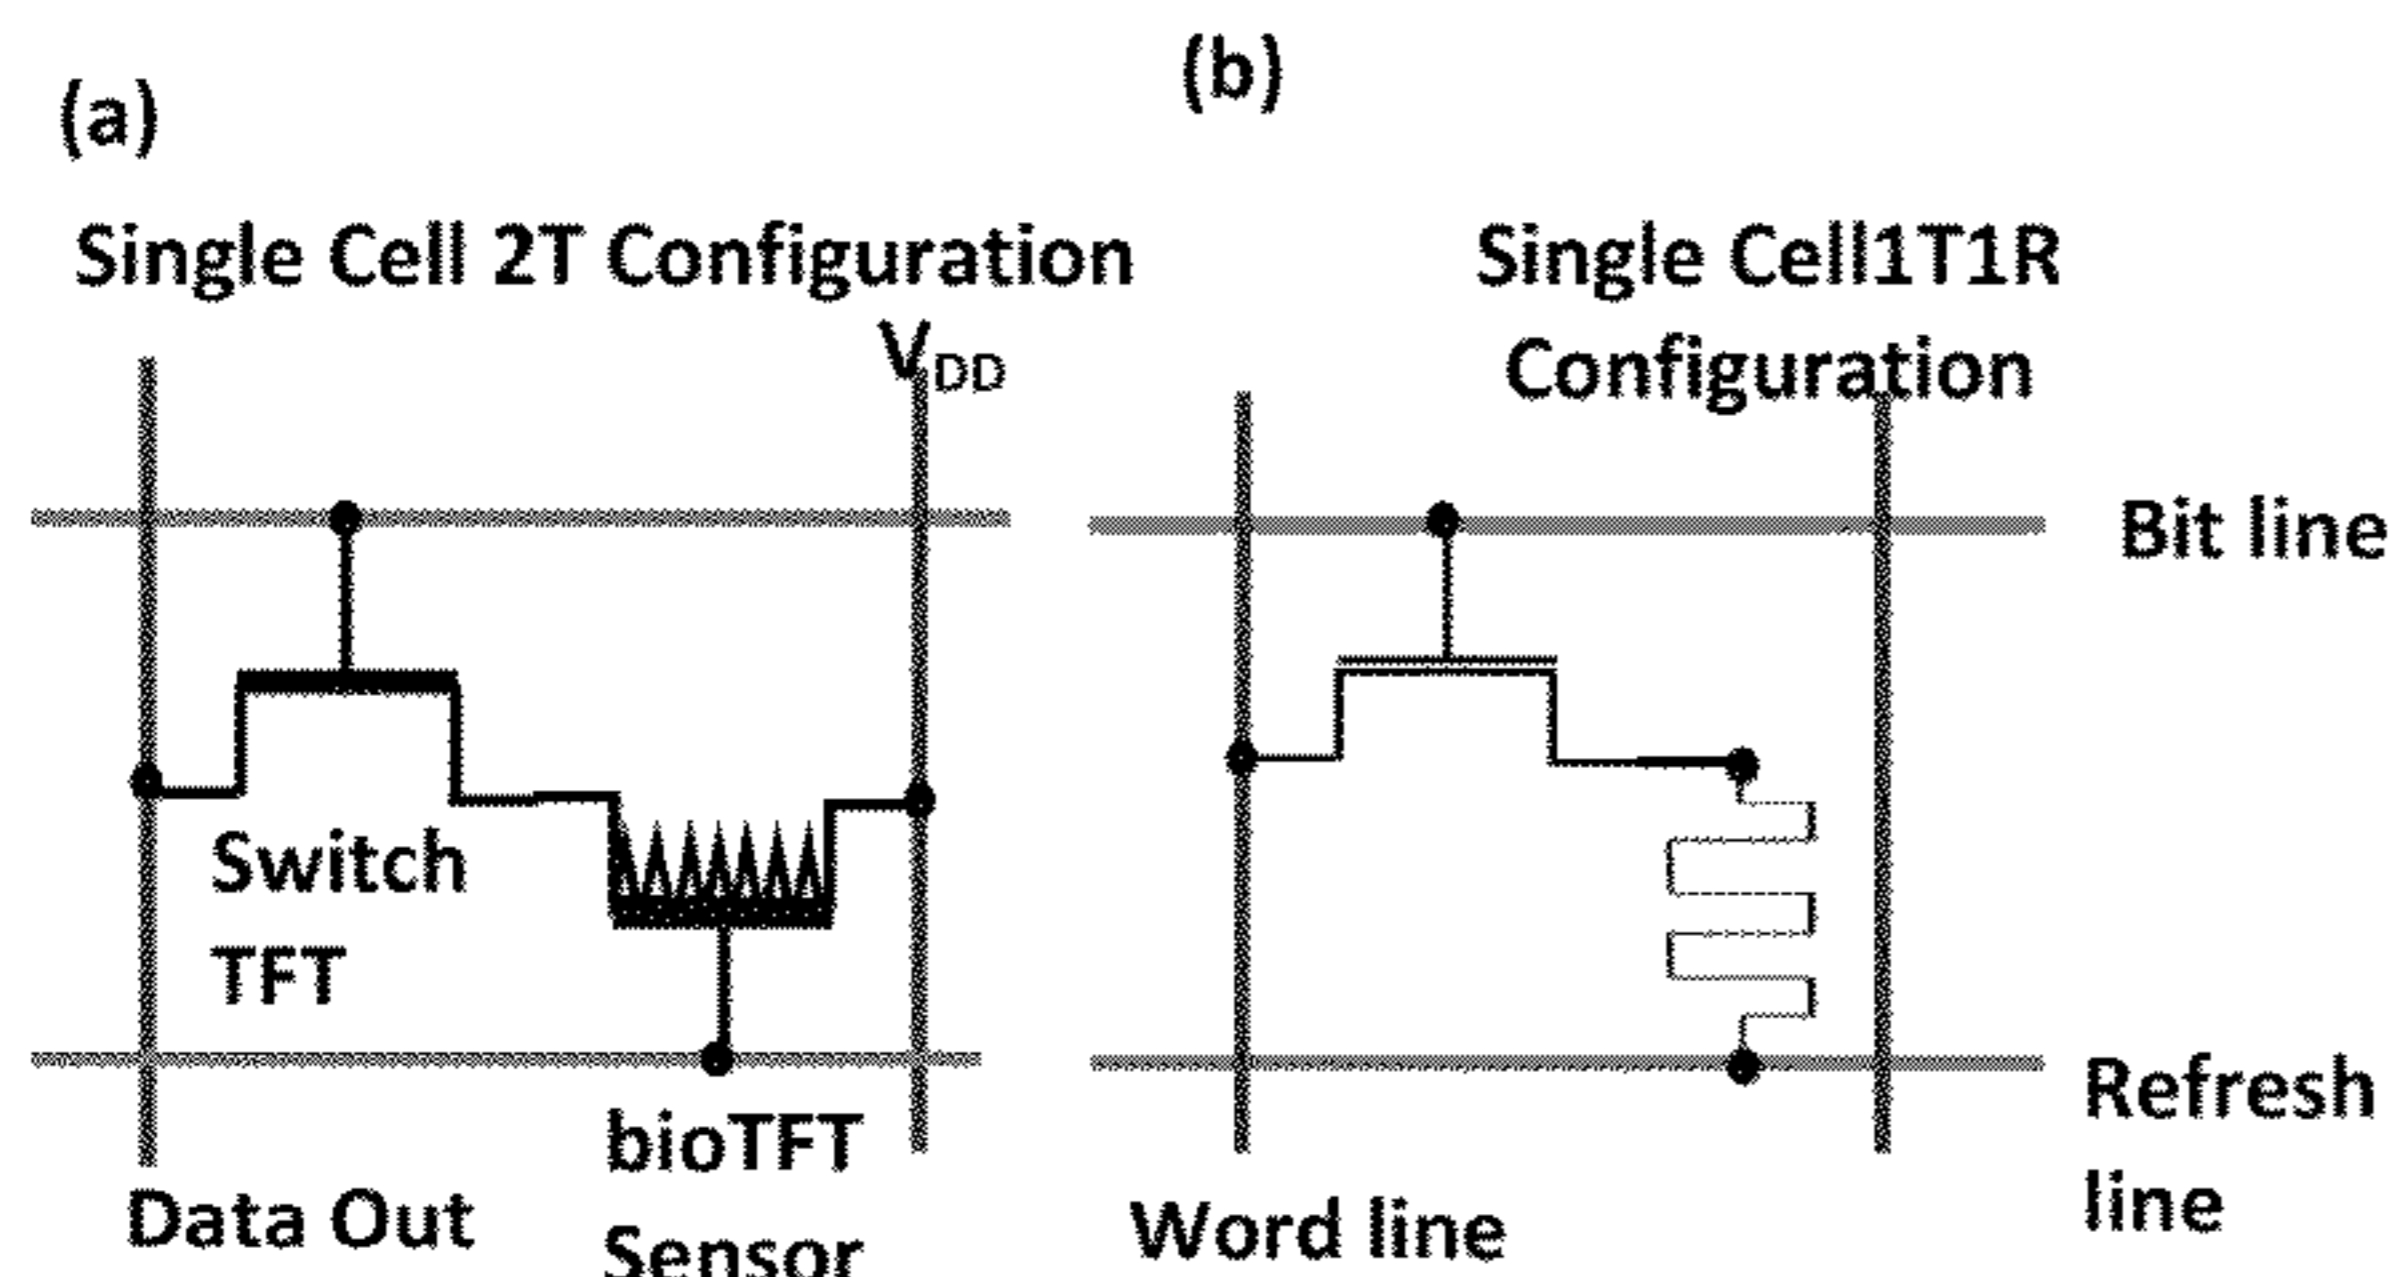 (a)
Single Cell 2T Configuration
VDD
Switch
TFT
Data Out
bioTFT
Sensor
(b)
Single Cell1T1R
Configuration
Bit line
Refresh
line
Word line